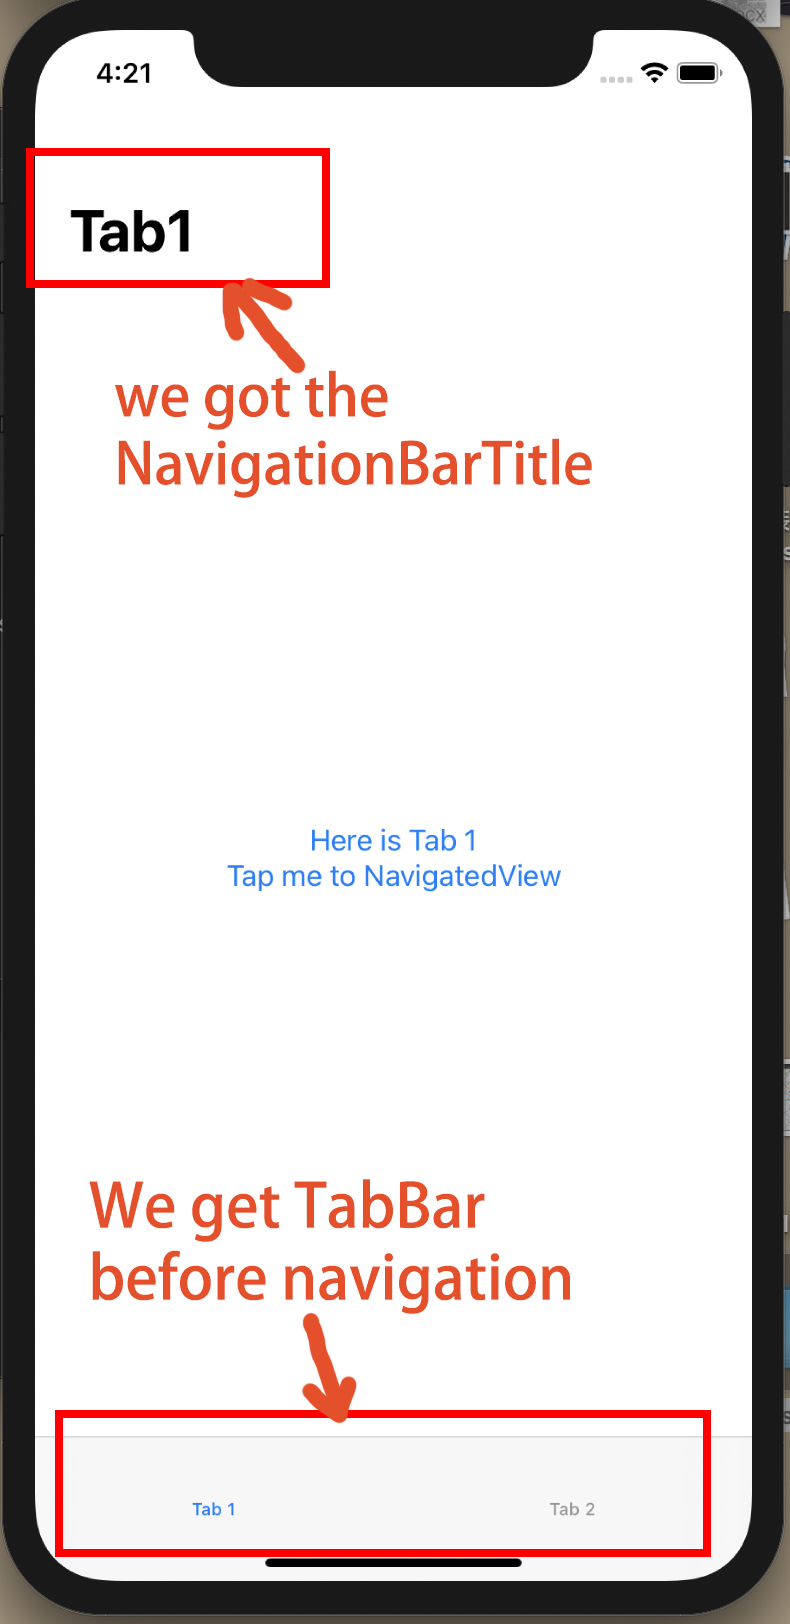 4:21
Tab1
we got the
NavigationBarTitle
Here is Tab 1
Tap me to NavigatedView
We get TabBar
before navigation
Tab 1
Tab 2